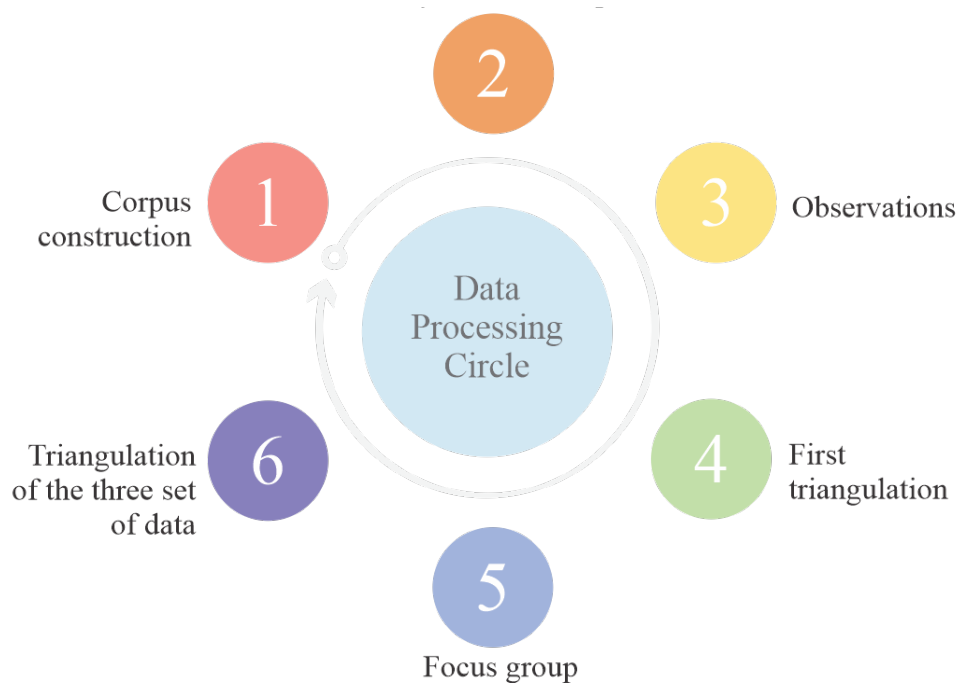 2
1
Corpus
construction
3
Observations
Data
Processing
Circle
6
Triangulation
of the three set
of data
4
First
triangulation
5
Focus group